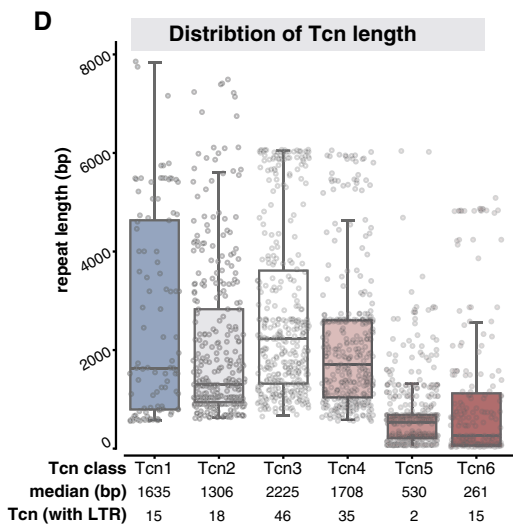 D
Distribtion of Tcn length
repeat length (bp)
8000
6000
4000
2000
0
Tcn class Tcn1 Tcn2 Tcn3 Tcn4 Tcn5 Tcn6
median (bp) 1635 1306 2225 1708 530 261
Tcn (with LTR) 15 18 46 35 2 15